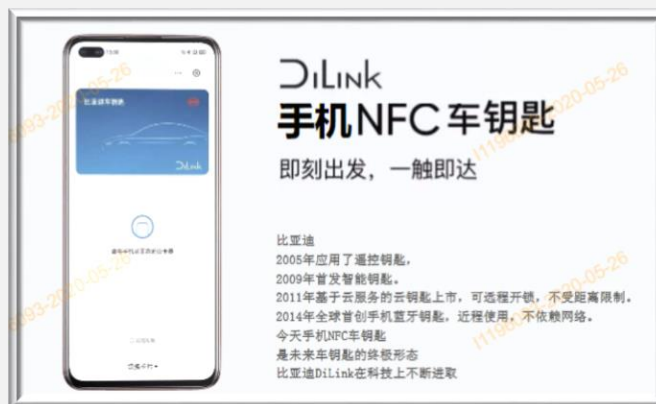 DiLink
手机NFC车钥匙
即刻出发，一触即达
比亚迪
2005年应用了遥控钥匙，
2009年首发智能钥匙。
2011年基于云服务的云钥匙上市，可远程开锁，不受距离限制。
2014年全球首创手机蓝牙钥匙，近程使用，不依赖网络。
今天手机NFC车钥匙
是未来车钥匙的终极形态
比亚迪DiLink在科技上不断进取
DiLink
6093-2020-05-26